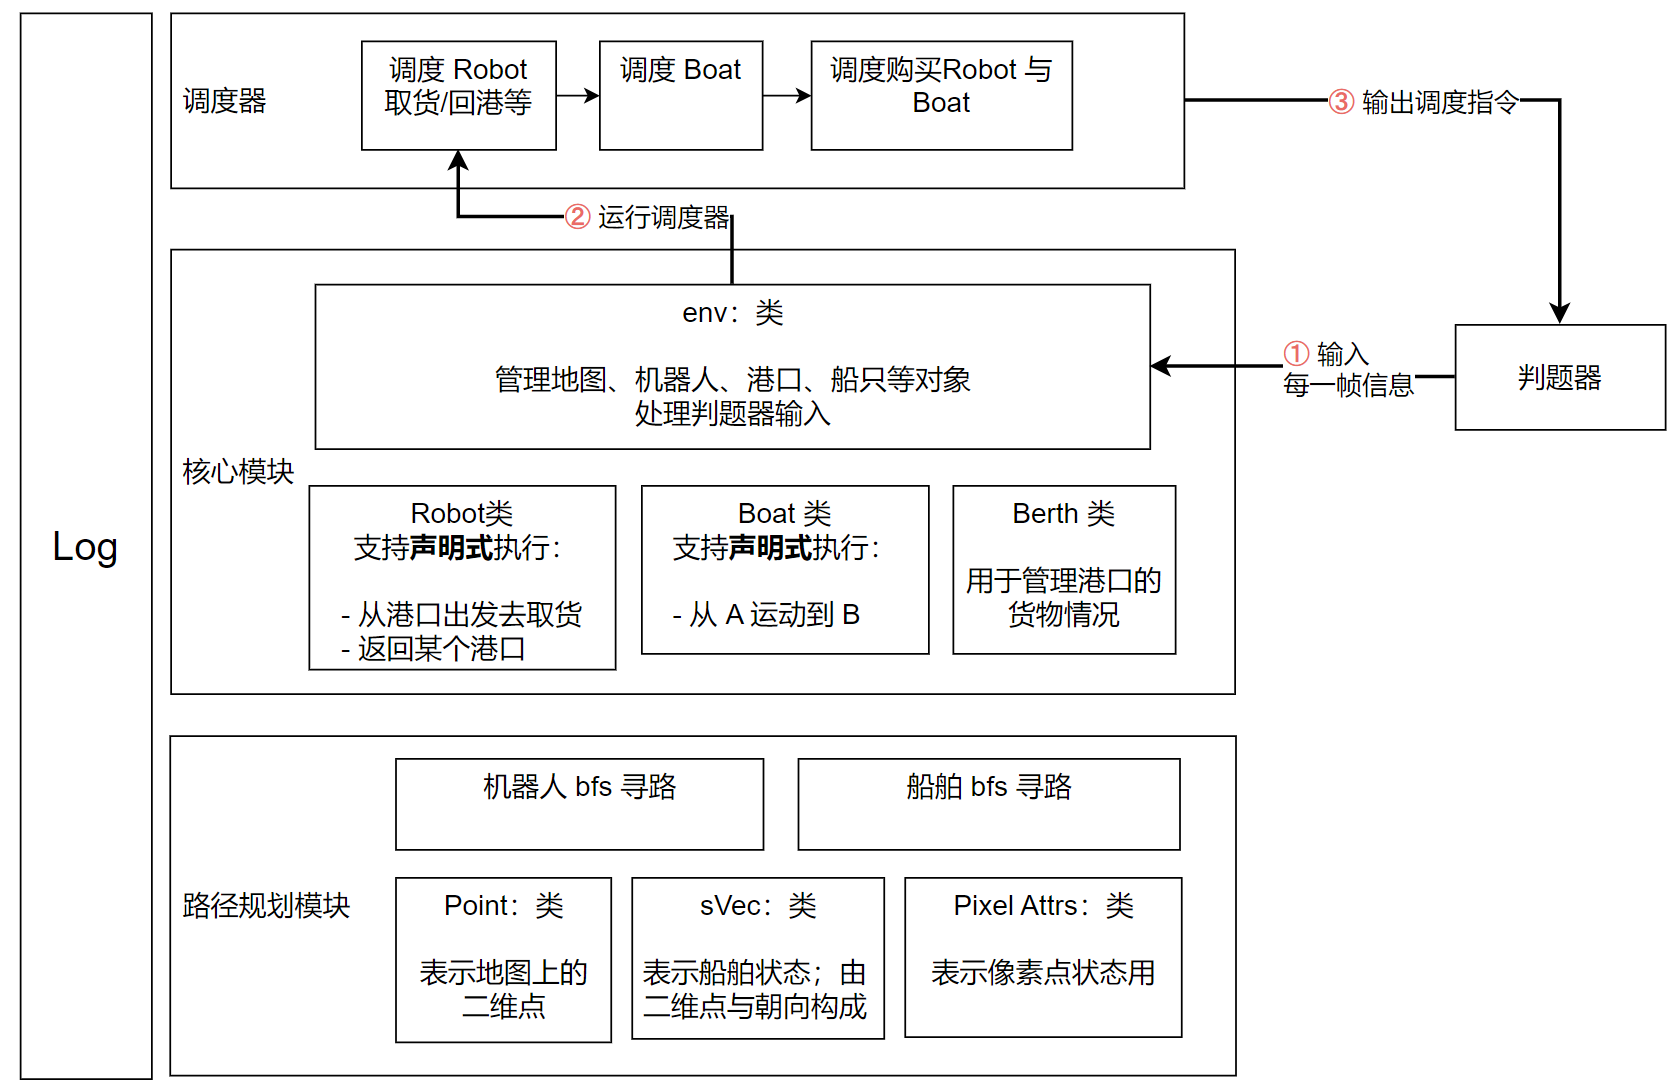 Log
调度器
调度 Robot
取货/回港等
调度 Boat
调度购买Robot 与
Boat
③ 输出调度指令
② 运行调度器
核心模块
env：类
管理地图、机器人、港口、船只等对象
处理判题器输入
① 输入
每一帧信息
判题器
Robot类
支持声明式执行：
- 从港口出发去取货
- 返回某个港口
Boat 类
支持声明式执行：
- 从 A 运动到 B
Berth 类
用于管理港口的
货物情况
路径规划模块
机器人 bfs 寻路
船舶 bfs 寻路
Point：类
表示地图上的
二维点
sVec：类
表示船舶状态；由
二维点与朝向构成
Pixel Attrs：类
表示像素点状态用